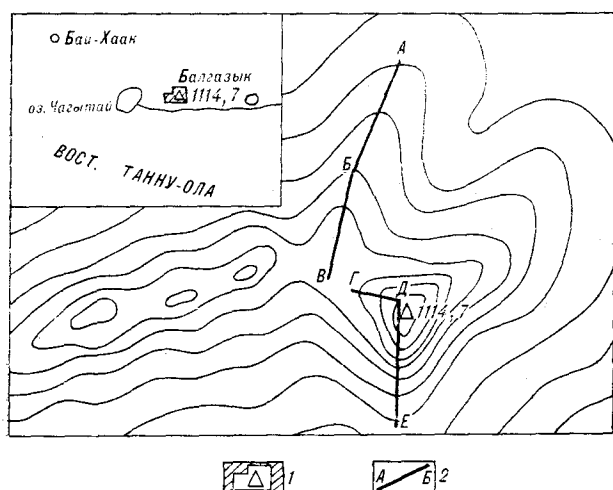 Бай-Хаак
Балгазык
оз. Чагытай
1114,7
ВОСТ. ТАННУ-ОЛА
А
Б
В
Г
Д
1114,7
Е
1
А Б 2